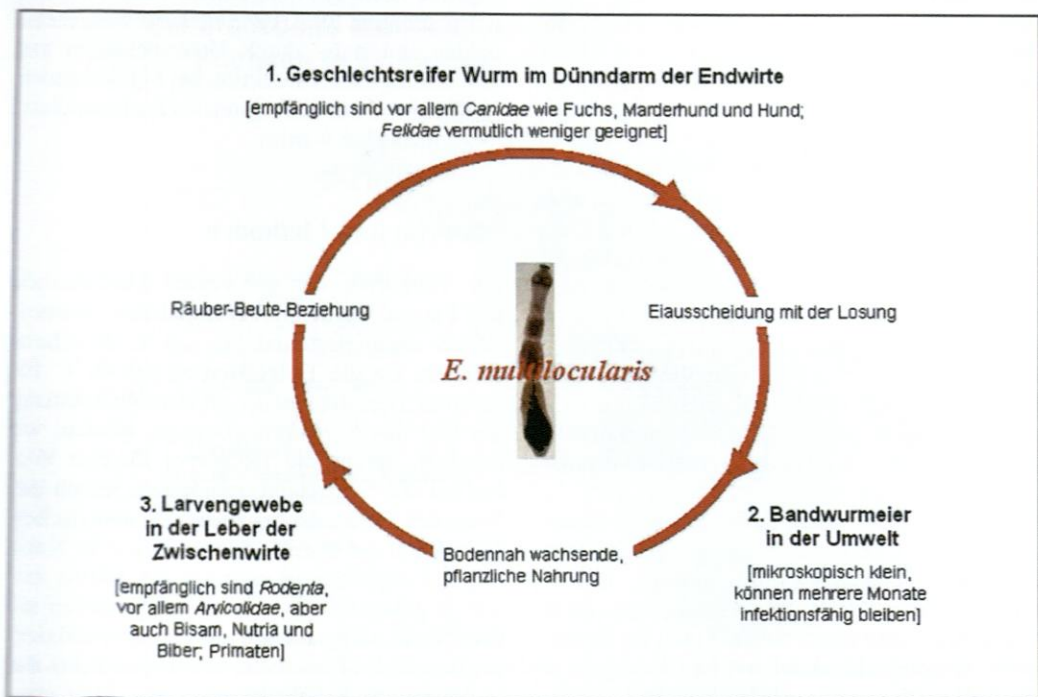 1. Geschlechtsreifer Wurm im Dünndarm der Endwirte
[empfänglich sind vor allem Canidae wie Fuchs, Marderhund und Hund;
Felidae vermutlich weniger geeignet]
Räuber-Beute-Beziehung
Eiausscheidung mit der Losung
E. multilocularis
3. Larvengewebe
in der Leber der
Zwischenwirte
[empfänglich sind Rodenta,
vor allem Arvicolidae, aber
auch Bisam, Nutria und
Biber; Primaten]
Bodennah wachsende,
pflanzliche Nahrung
2. Bandwurmeier
in der Umwelt
[mikroskopisch klein,
können mehrere Monate
infektionsfähig bleiben]